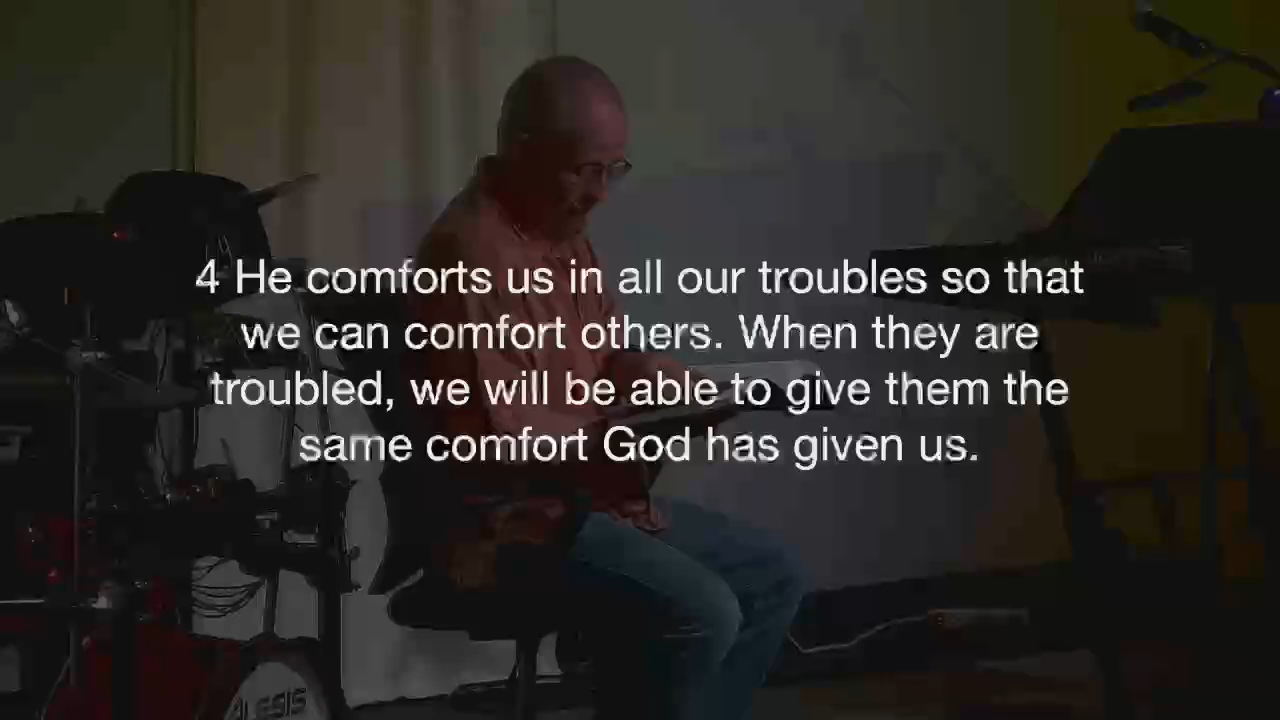 4 He comforts us in all our troubles so that
we can comfort others. When they are
troubled, we will be able to give them the
same comfort God has given us.
ALESIS